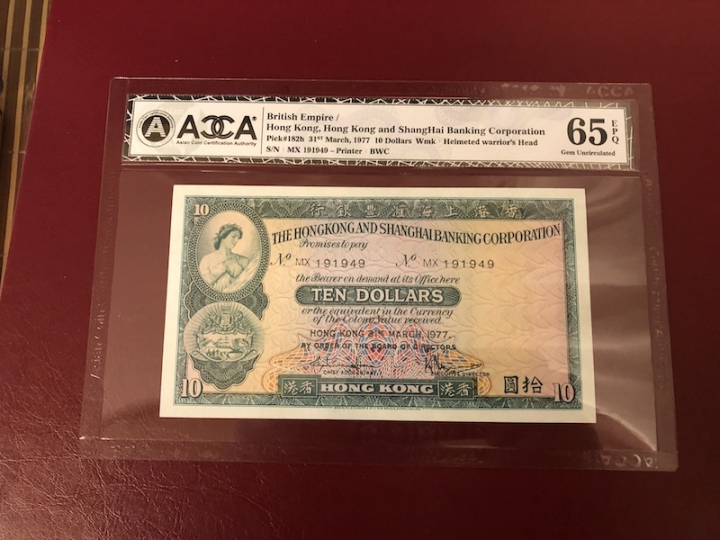 ACCA
Asian Coin Certification Authority
British Empire /
Hong Kong, Hong Kong and ShangHai Banking Corporation
Pick#182h 31ST March, 1977 10 Dollars Wmk / Helmeted warrior's Head
S/N / MX 191949 – Printer / BWC
65 EPQ
Gem Uncirculated
10
行銀豐滙海上港香
THE HONGKONG AND SHANGHAI BANKING CORPORATION
Promises to pay
No MX 191949 No MX 191949
the Bearer on demand at its Office here
TEN DOLLARS
or the equivalent in the Currency
of the Colony Value received.
HONG KONG 31ST MARCH, 1977.
BY ORDER OF THE BOARD OF DIRECTORS
CHIEF ACCOUNTANT
10 港香 HONG KONG 港香 圓拾 10